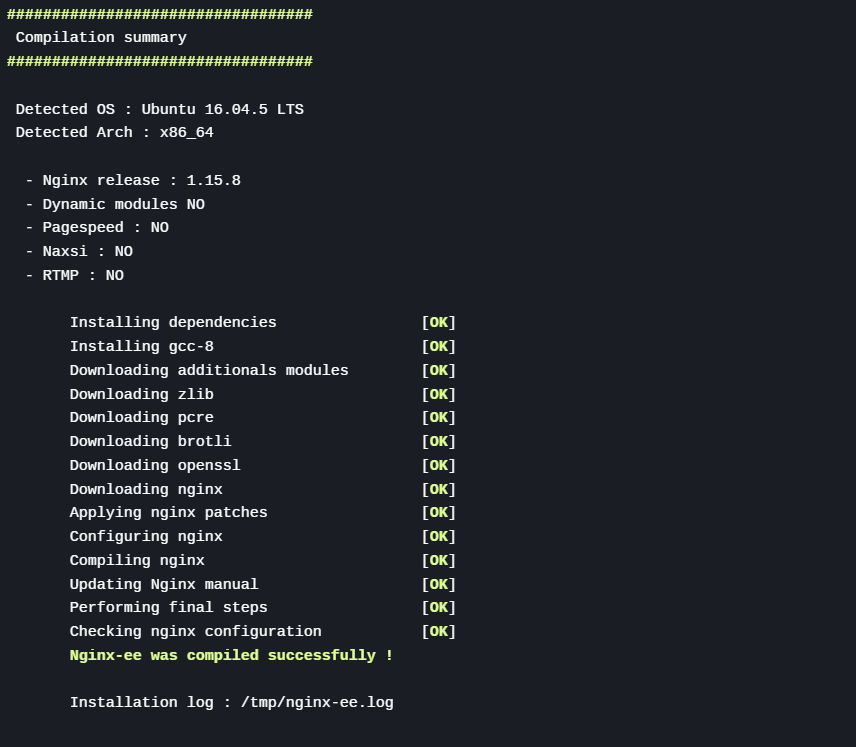 ##################################
Compilation summary
##################################
Detected OS : Ubuntu 16.04.5 LTS
Detected Arch : x86_64
- Nginx release : 1.15.8
- Dynamic modules NO
- Pagespeed : NO
- Naxsi : NO
- RTMP : NO
Installing dependencies [OK]
Installing gcc-8 [OK]
Downloading additionals modules [OK]
Downloading zlib [OK]
Downloading pcre [OK]
Downloading brotli [OK]
Downloading openssl [OK]
Downloading nginx [OK]
Applying nginx patches [OK]
Configuring nginx [OK]
Compiling nginx [OK]
Updating Nginx manual [OK]
Performing final steps [OK]
Checking nginx configuration [OK]
Nginx-ee was compiled successfully !
Installation log : /tmp/nginx-ee.log